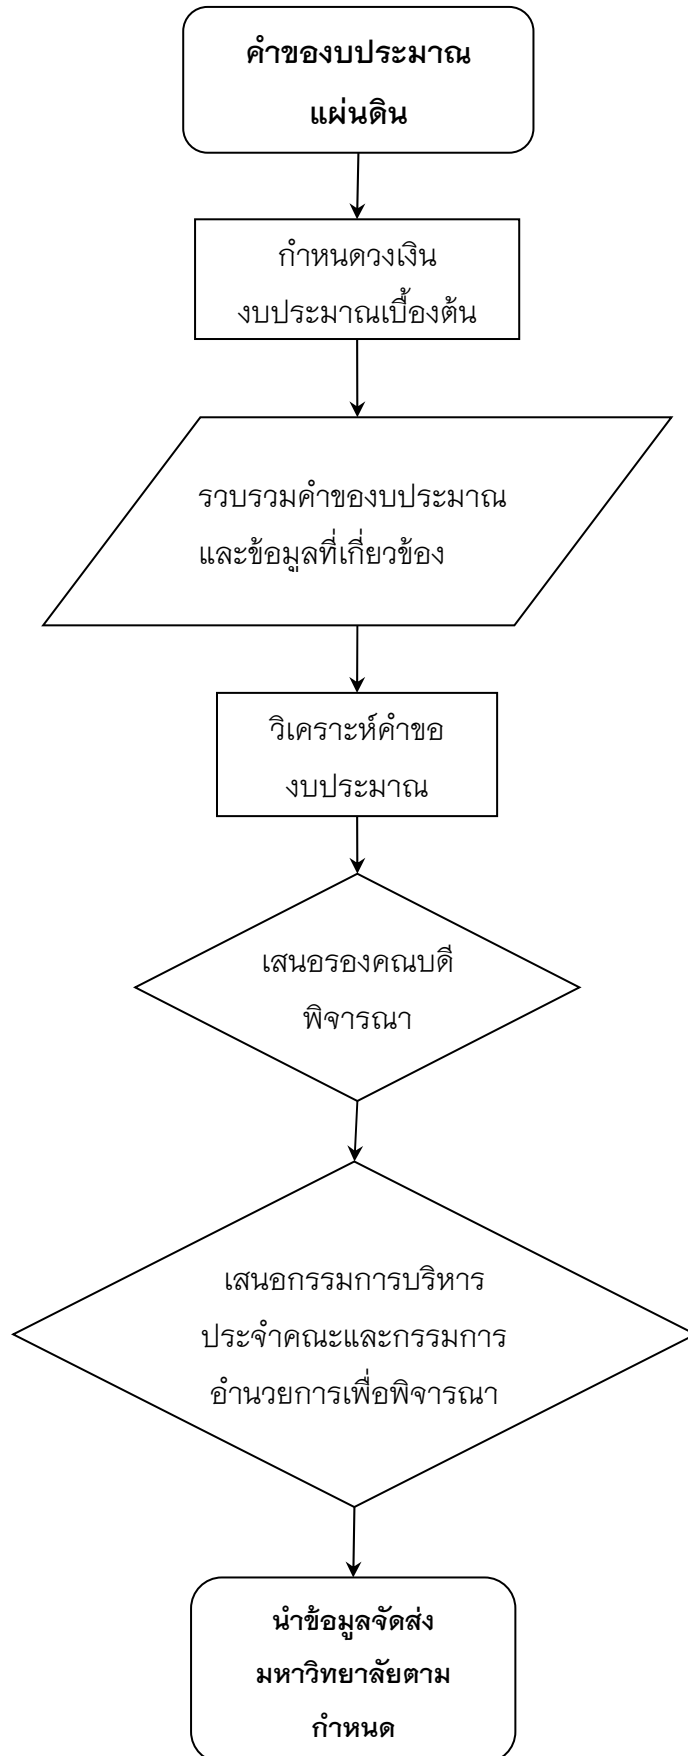 คำของบประมาณ
แผ่นดิน
กำหนดวงเงิน
งบประมาณเบื้องต้น
รวบรวมคำของบประมาณ
และข้อมูลที่เกี่ยวข้อง
วิเคราะห์คำขอ
งบประมาณ
เสนอรองคณบดี
พิจารณา
เสนอกรรมการบริหาร
ประจำคณะและกรรมการ
อำนวยการเพื่อพิจารณา
นำข้อมูลจัดส่ง
มหาวิทยาลัยตาม
กำหนด